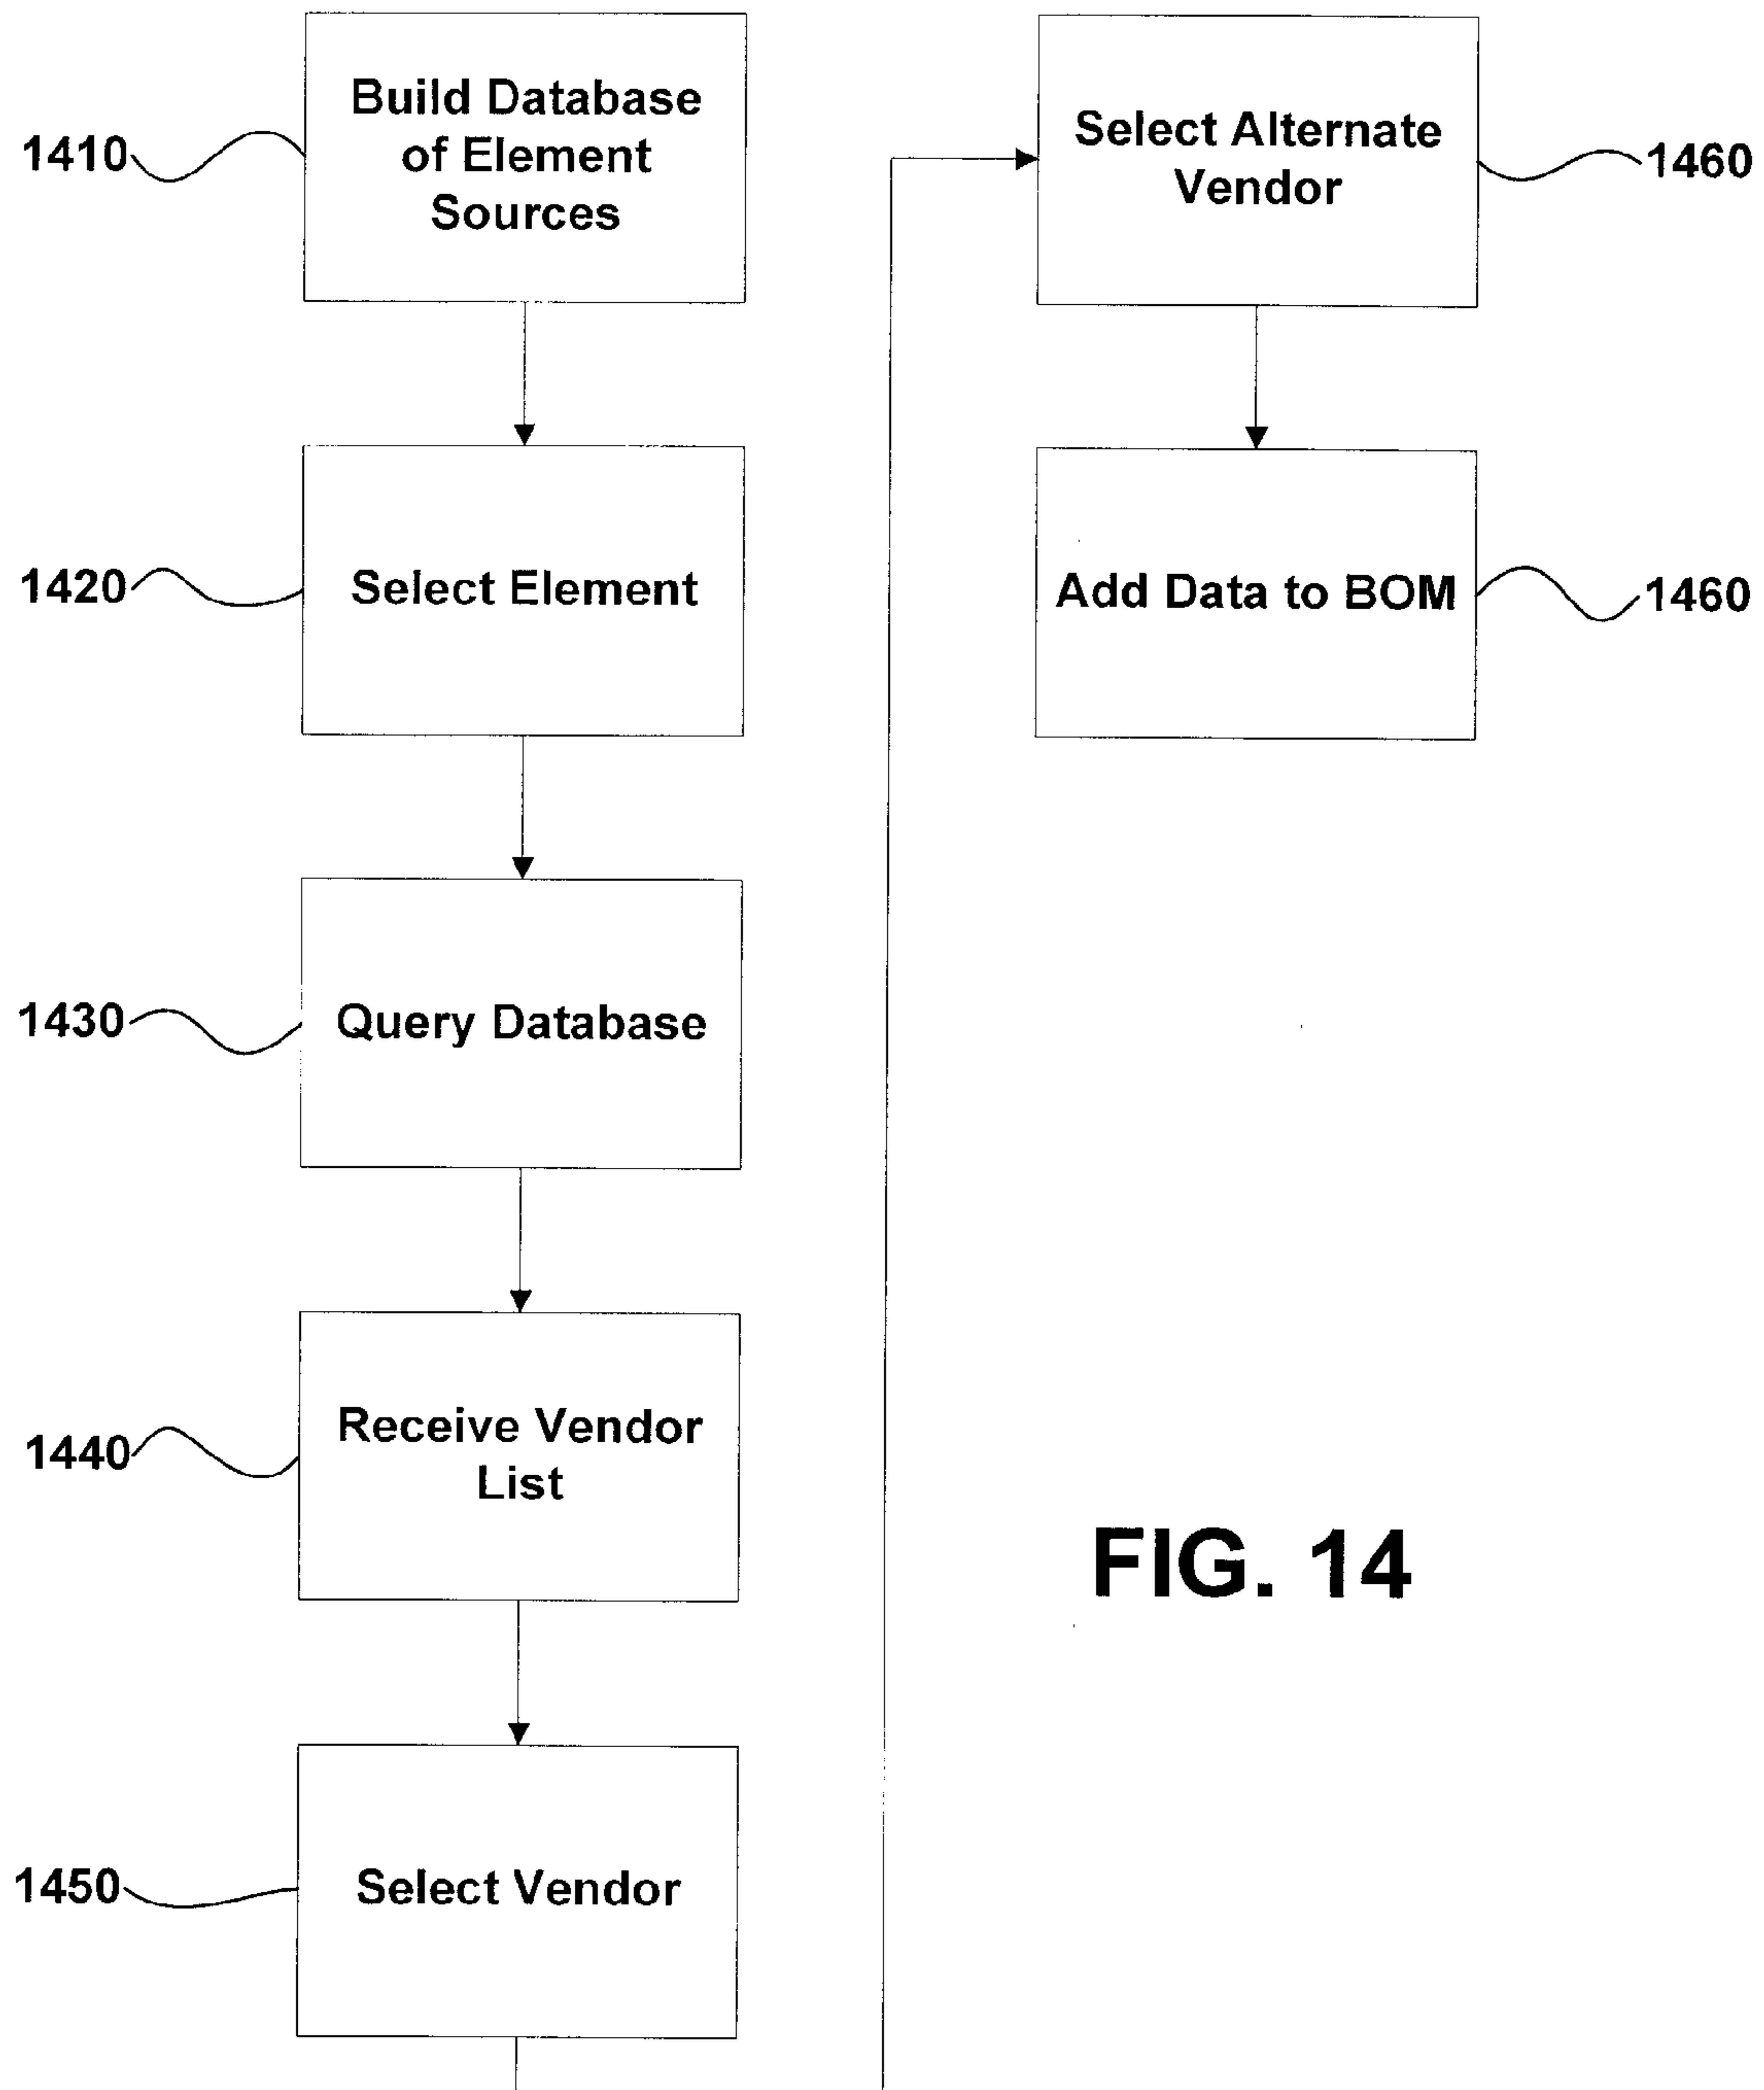 1410
Build Database
of Element
Sources
1420
Select Element
1430
Query Database
1440
Receive Vendor
List
1450
Select Vendor
Select Alternate
Vendor
1460
Add Data to BOM
1460
FIG. 14